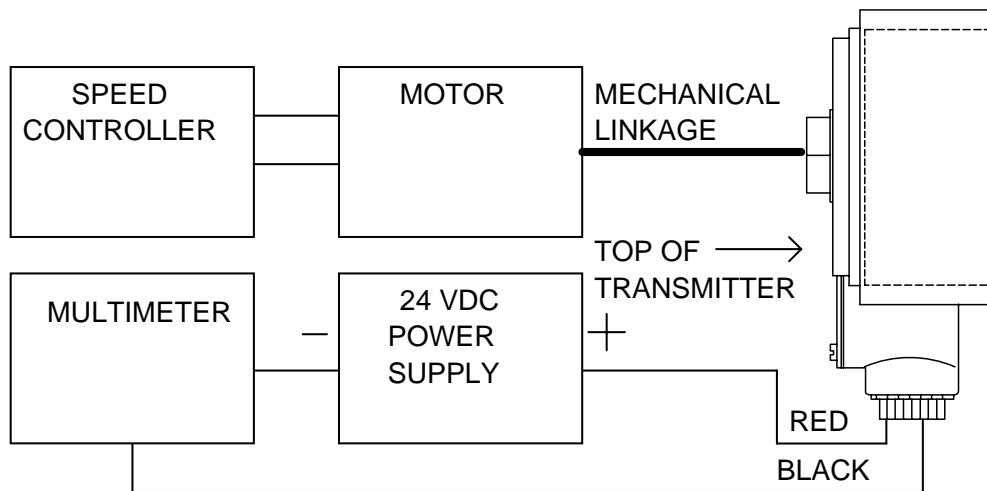 SPEED
CONTROLLER
MOTOR
MECHANICAL
LINKAGE
TOP OF
TRANSMITTER
MULTIMETER
−
24 VDC
POWER
SUPPLY
+
RED
BLACK